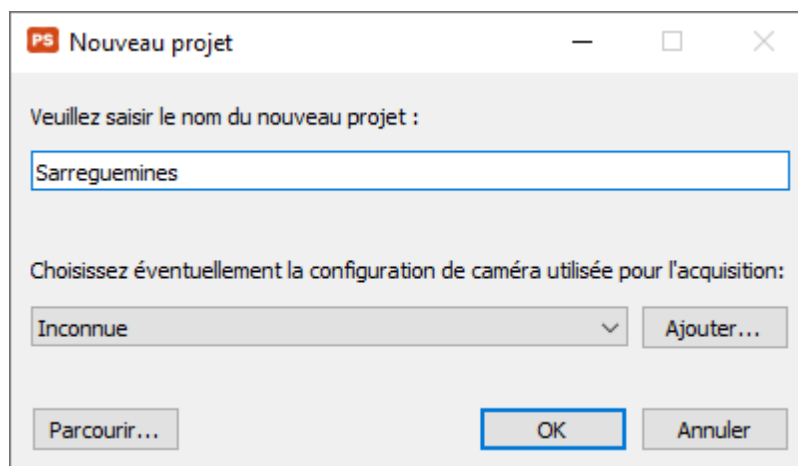 PS Nouveau projet
Veuillez saisir le nom du nouveau projet :
Sarreguemines
Choisissez éventuellement la configuration de caméra utilisée pour l'acquisition:
Inconnue
Ajouter...
Parcourir...
OK
Annuler